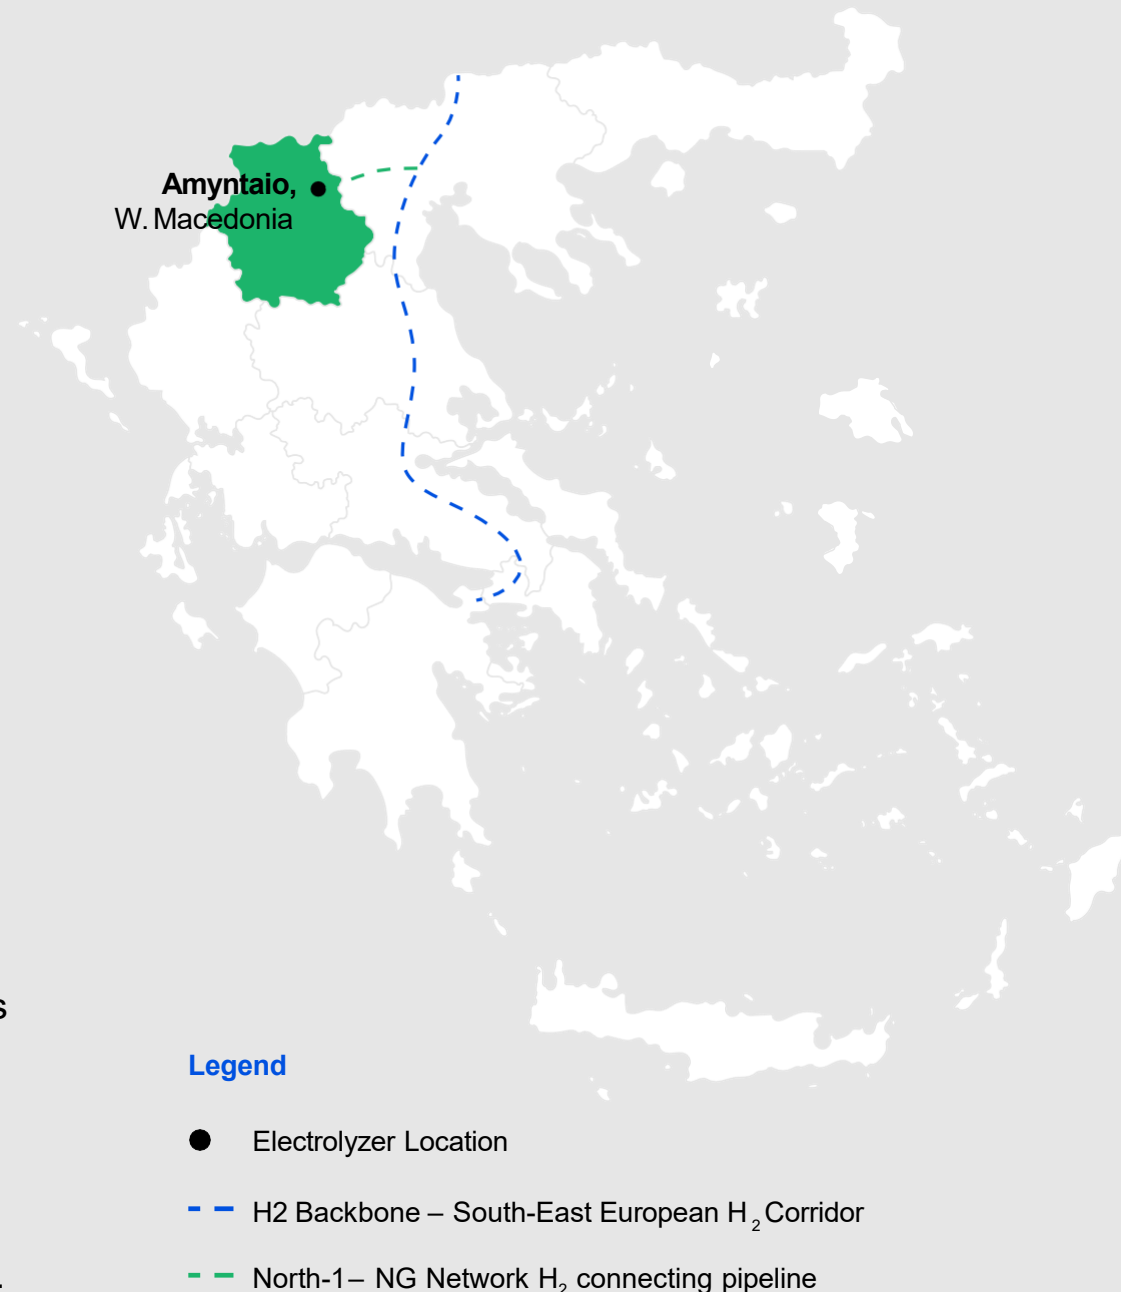 Amyntaio,
W. Macedonia
s
Legend
Electrolyzer Location
H2 Backbone – South-East European H₂ Corridor
North-1– NG Network H₂ connecting pipeline
.